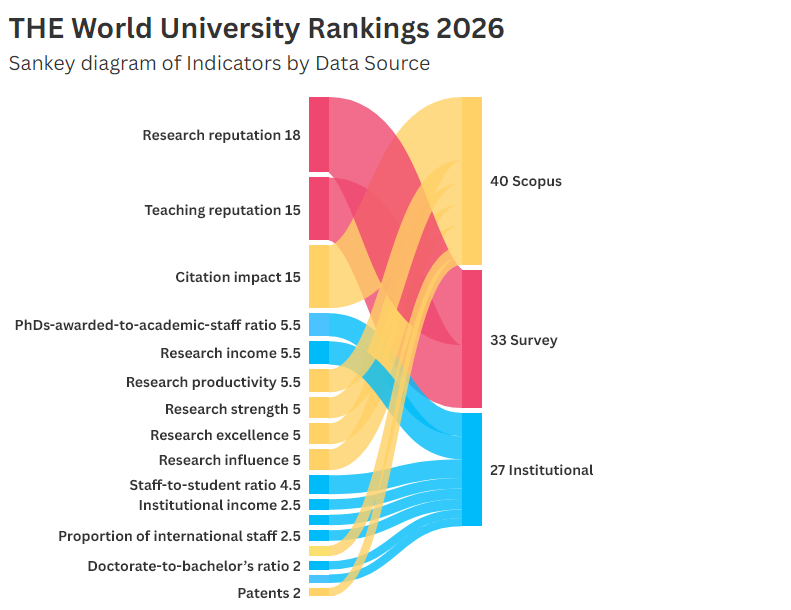 THE World University Rankings 2026
Sankey diagram of Indicators by Data Source
Research reputation 18
Teaching reputation 15
Citation impact 15
PhDs-awarded-to-academic-staff ratio 5.5
Research income 5.5
Research productivity 5.5
Research strength 5
Research excellence 5
Research influence 5
Staff-to-student ratio 4.5
Institutional income 2.5
Proportion of international staff 2.5
Doctorate-to-bachelor’s ratio 2
Patents 2
40 Scopus
33 Survey
27 Institutional